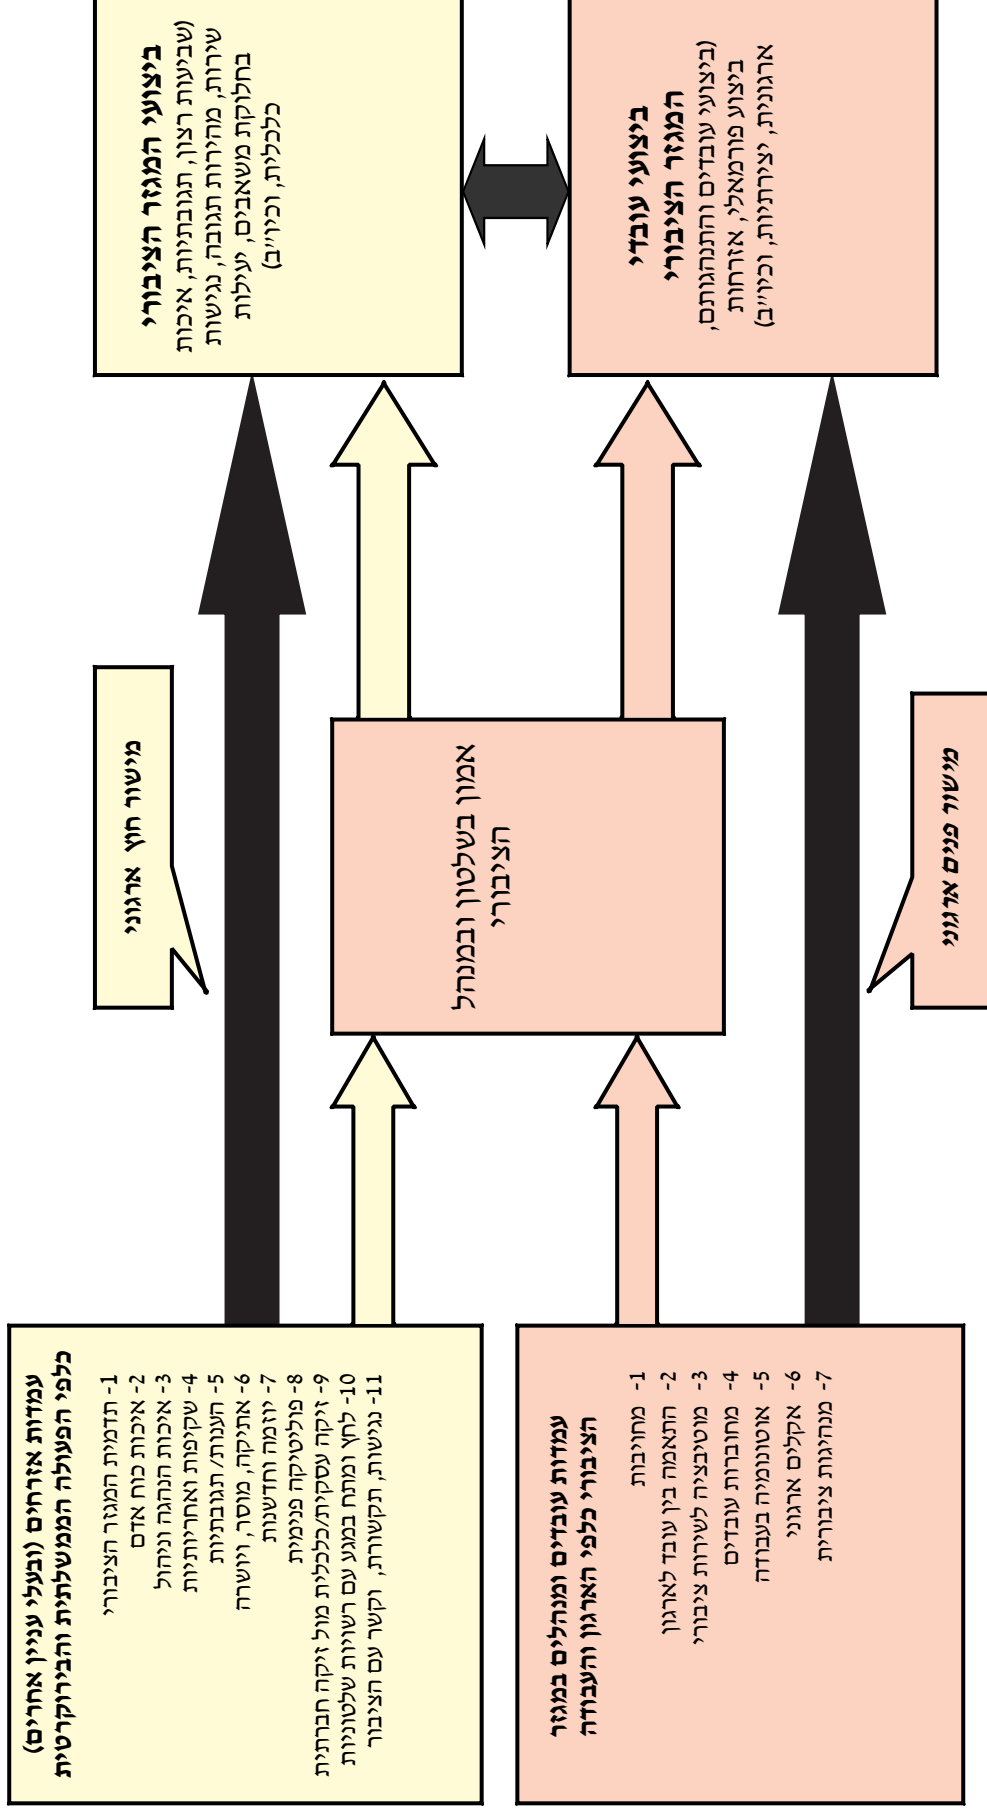 עמדות אזרחים (ובעלי עניין אחרים)
כלפי הפעולה הממשלתית והבירוקרטית
1- תדמית המגזר הציבורי
2- איכות כוח אדם
3- איכות הנהגה וניהול
4- שקיפות ואחריותיות
5- הענות/ תגובתיות
6- אתיקה, מוסר, ויושרה
7- יוזמה וחדשנות
8- פוליטיקה פנימית
9- זיקה עסקית/כלכלית מול זיקה חברתית
10- לחץ ומתח במגע עם רשויות שלטוניות
11- נגישות, תקשורת, וקשר עם הציבור
עמדות עובדים ומנהלים במגזר
הציבורי כלפי הארגון והעבודה
1- מחויבות
2- התאמה בין עובד לארגון
3- מוטיבציה לשירות ציבורי
4- מחוברות עובדים
5- אוטונומיה בעבודה
6- אקלים ארגוני
7- מנהיגות ציבורית
מישור חוץ ארגוני
אמון בשלטון ובמנהל
הציבורי
מישור פנים ארגוני
ביצועי המגזר הציבורי
(שביעות רצון, תגובתיות, איכות
שירות, מהירות תגובה, נגישות
בחלוקת משאבים, יעילות
כלכלית, וכיו״ב)
ביצועי עובדי
המגזר הציבורי
(ביצועי עובדים והתנהגותם,
ביצוע פורמאלי, אזרחות
ארגונית, יצירתיות, וכיו״ב)